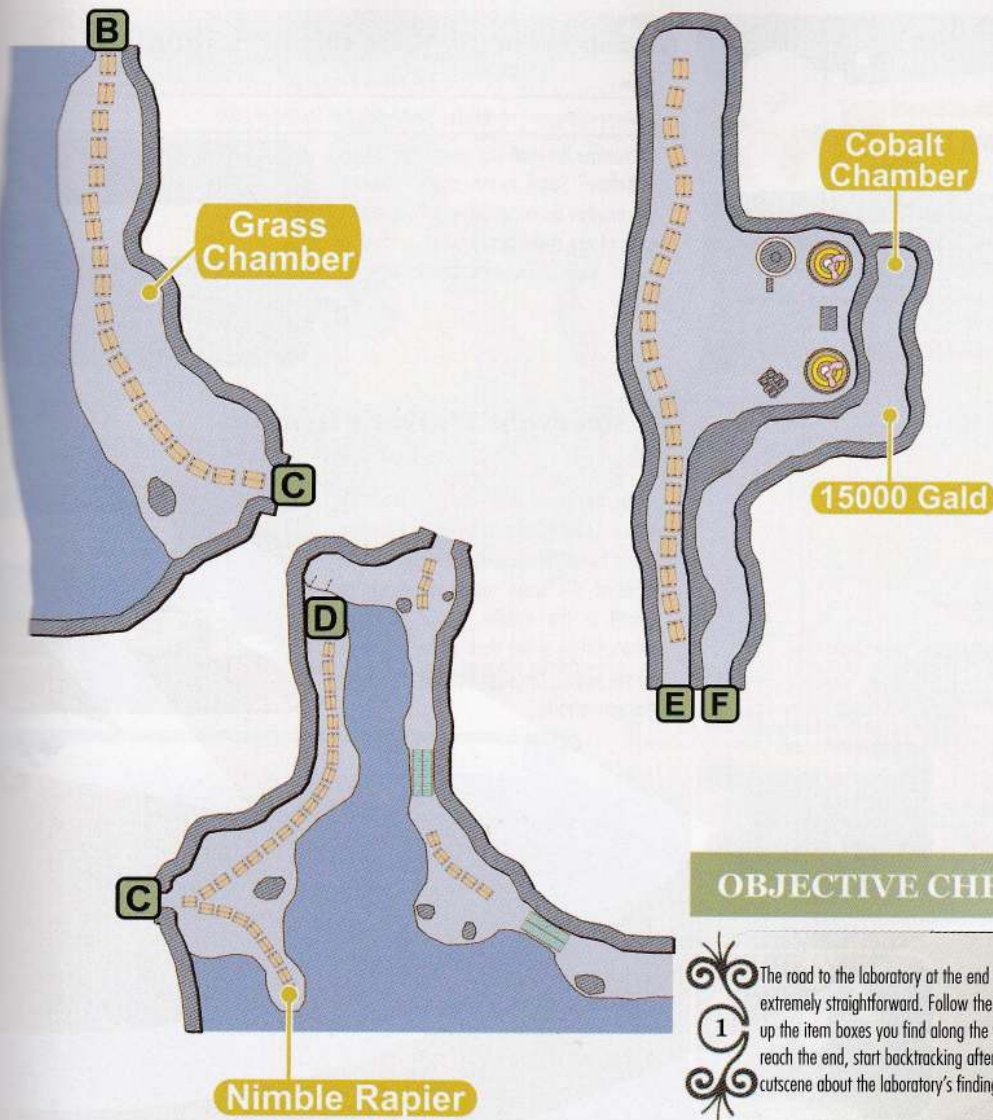 B
Grass
Chamber
C
Cobalt
Chamber
15000 Gald
E F
D
C
Nimble Rapier
OBJECTIVE CHE
1
The road to the laboratory at the end
extremely straightforward. Follow the
up the item boxes you find along the
reach the end, start backtracking after
cutscene about the laboratory's finding